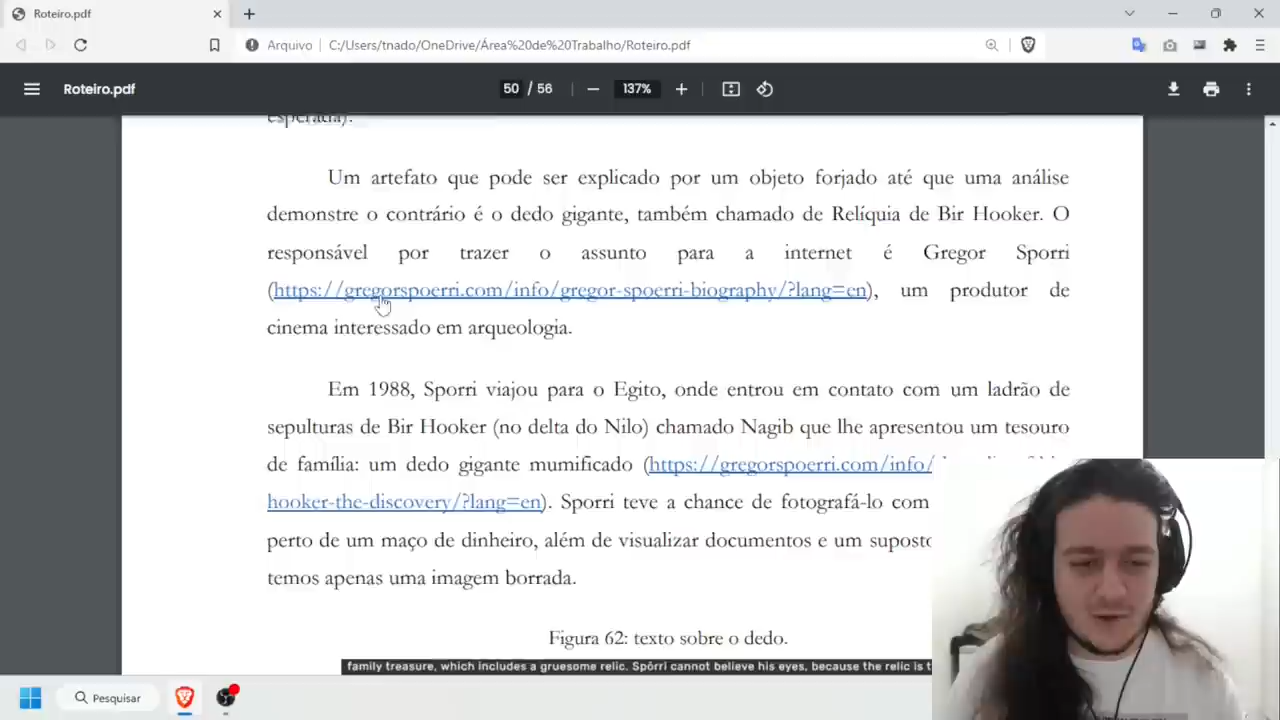 Roteiro.pdf
Arquivo C:/Users/tnado/OneDrive/Área%20de%20Trabalho/Roteiro.pdf
Roteiro.pdf 50 / 56 137%
esperada).
Um artefato que pode ser explicado por um objeto forjado até que uma análise
demonstre o contrário é o dedo gigante, também chamado de Relíquia de Bir Hooker. O
responsável por trazer o assunto para a internet é Gregor Sporri
(https://gregorspoerri.com/info/gregor-spoerri-biography/?lang=en), um produtor de
cinema interessado em arqueologia.
Em 1988, Sporri viajou para o Egito, onde entrou em contato com um ladrão de
sepulturas de Bir Hooker (no delta do Nilo) chamado Nagib que lhe apresentou um tesouro
de família: um dedo gigante mumificado (https://gregorspoerri.com/info/
hooker-the-discovery/?lang=en). Sporri teve a chance de fotografá-lo com
perto de um maço de dinheiro, além de visualizar documentos e um suposto
temos apenas uma imagem borrada.
Figura 62: texto sobre o dedo.
family treasure, which includes a gruesome relic. Spörri cannot believe his eyes, because the relic is
Pesquisar